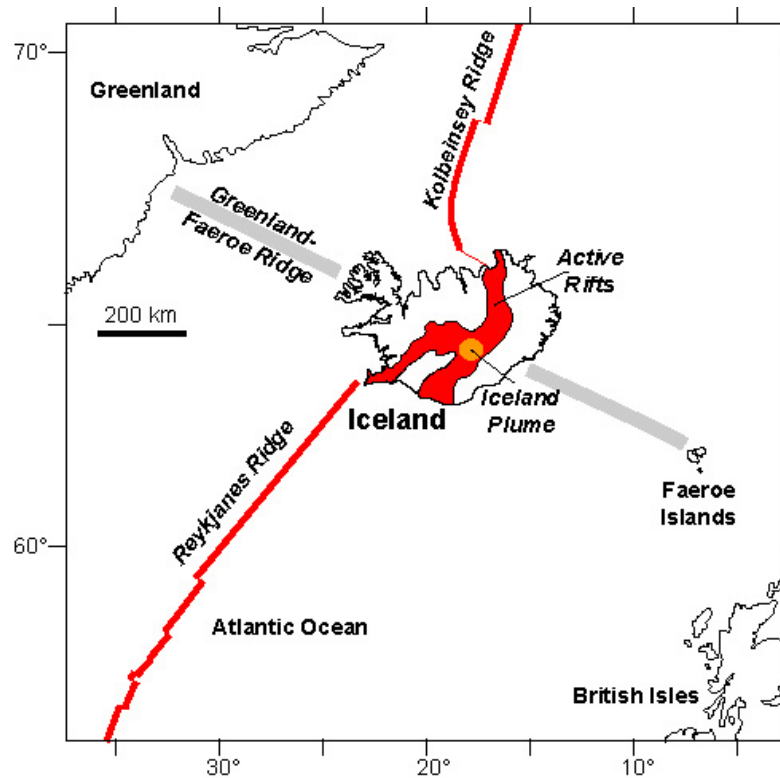 70°
Greenland
Kolbeinsey Ridge
Greenland-
Faeroe Ridge
Active
Rifts
200 km
Iceland
Plume
Iceland
Reykjanes Ridge
Faeroe
Islands
60°
Atlantic Ocean
British Isles
30°
20°
10°